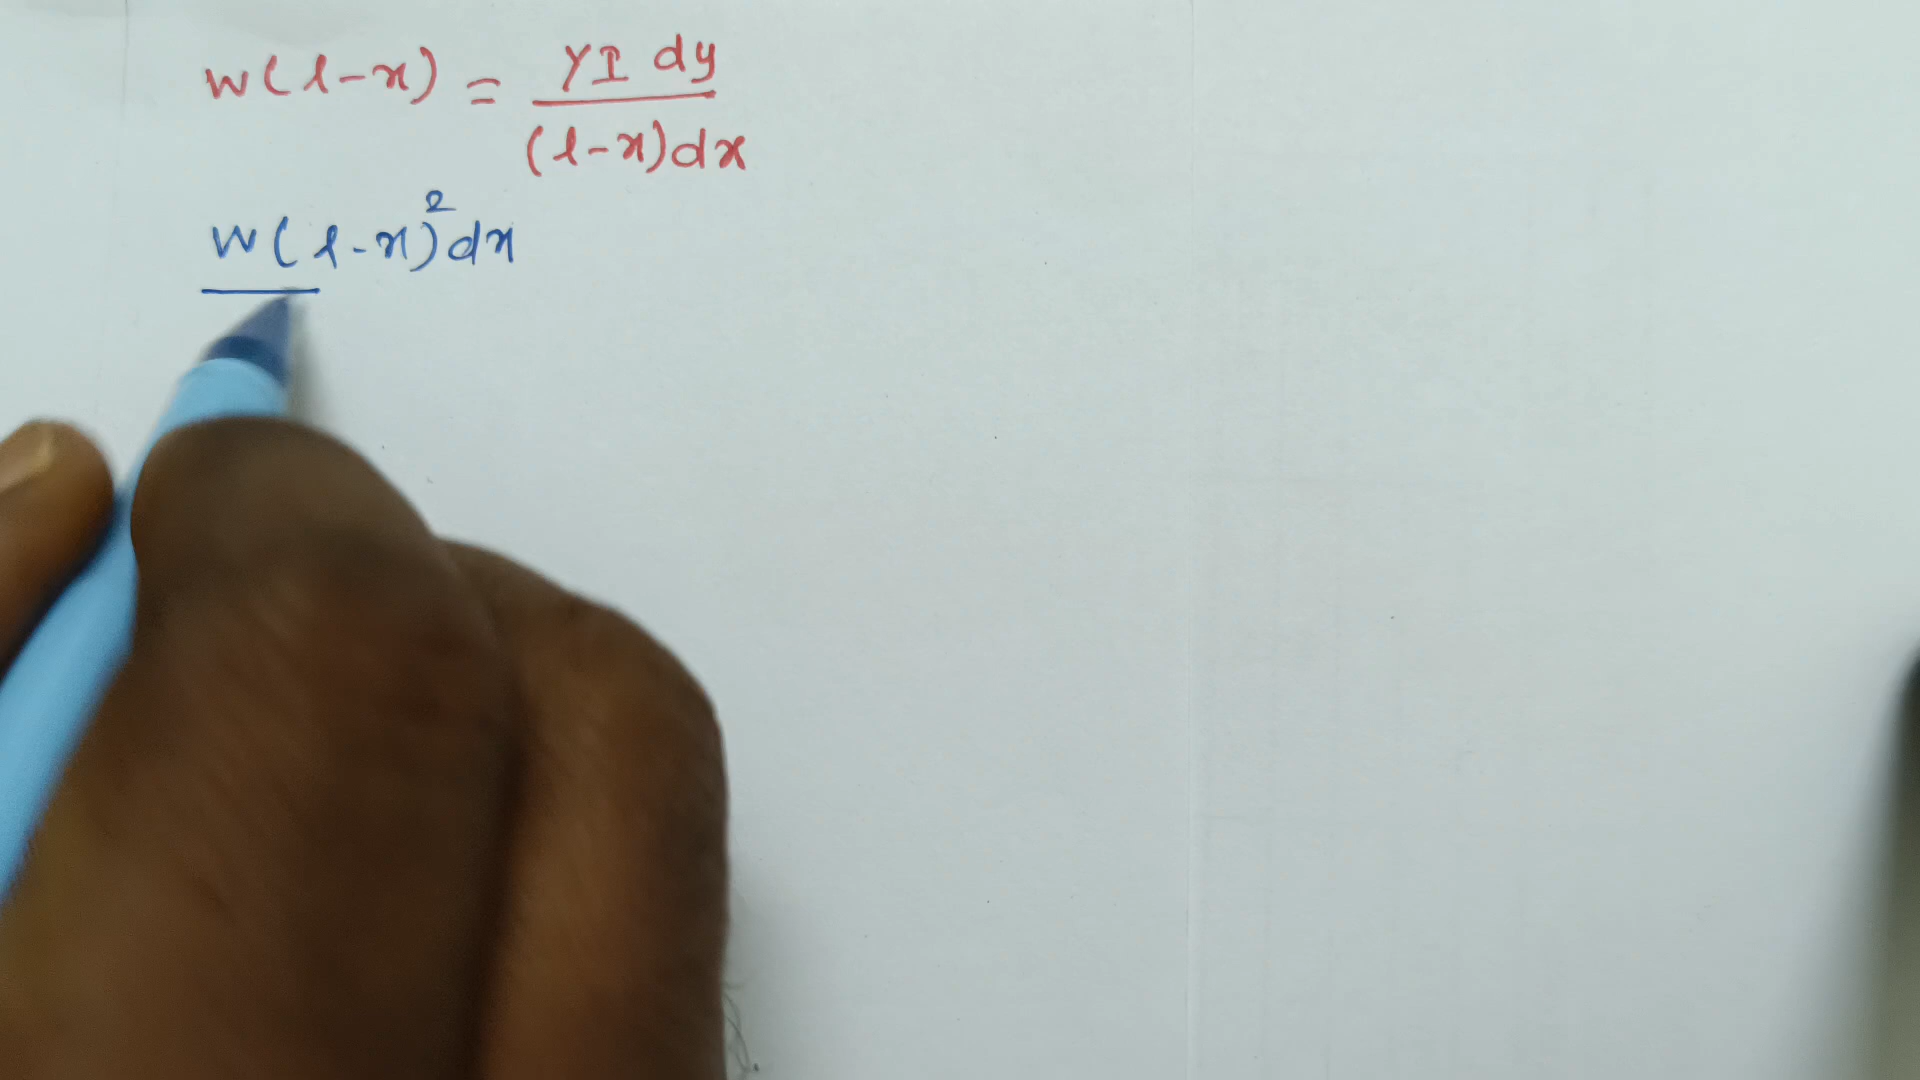 W(l-x) = YI dy / (l-x)dx
W(l-x)² dx